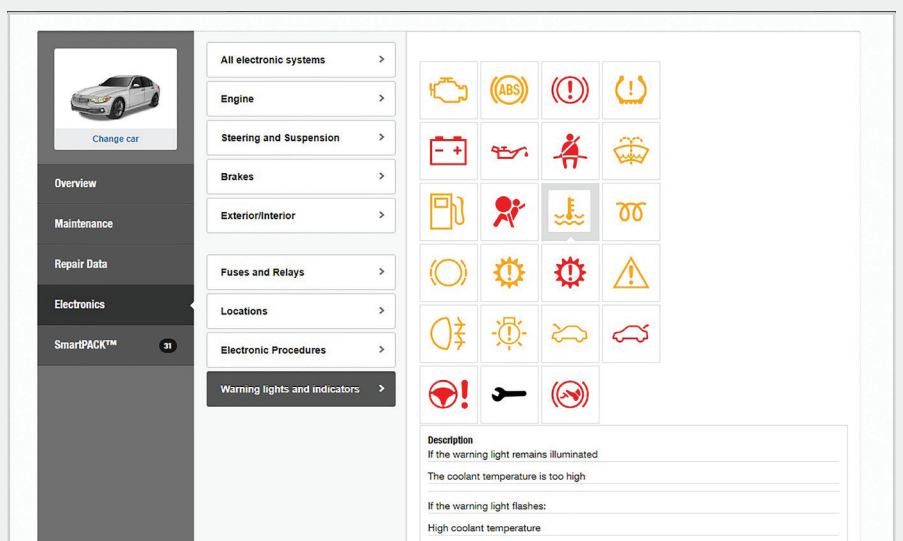 Change car
Overview
Maintenance
Repair Data
Electronics
SmartPACK™ 31
All electronic systems
Engine
Steering and Suspension
Brakes
Exterior/Interior
Fuses and Relays
Locations
Electronic Procedures
Warning lights and indicators
ABS
Description
If the warning light remains illuminated
The coolant temperature is too high
If the warning light flashes:
High coolant temperature